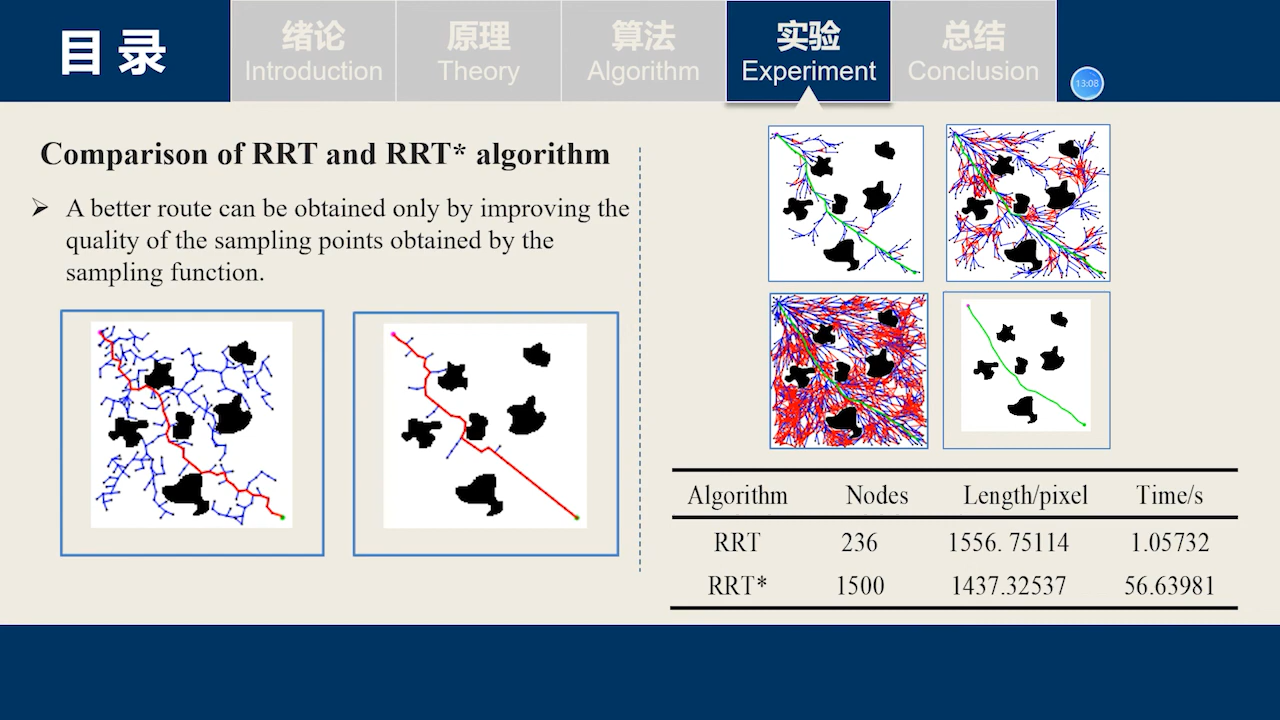 目录
绪论
Introduction
原理
Theory
算法
Algorithm
实验
Experiment
总结
Conclusion
13:08
Comparison of RRT and RRT* algorithm
A better route can be obtained only by improving the
quality of the sampling points obtained by the
sampling function.
Algorithm Nodes Length/pixel Time/s
RRT 236 1556. 75114 1.05732
RRT* 1500 1437.32537 56.63981